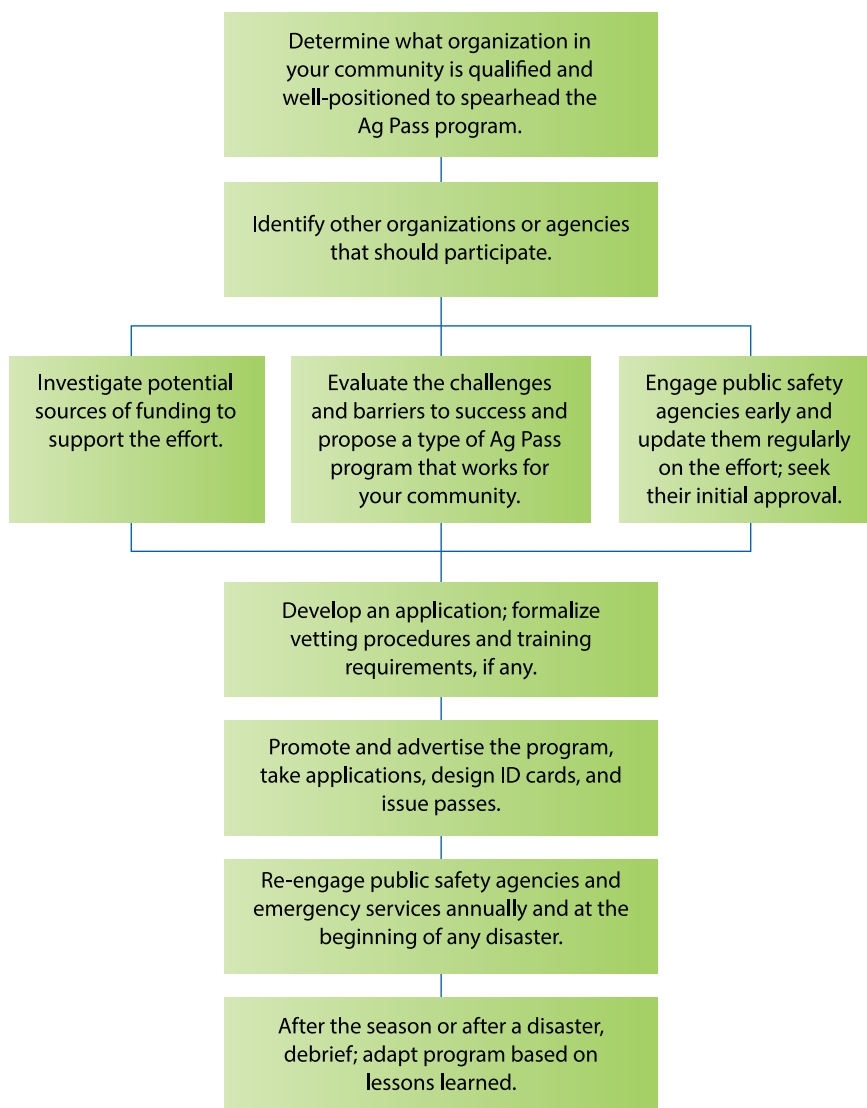 Determine what organization in
your community is qualified and
well-positioned to spearhead the
Ag Pass program.
Identify other organizations or agencies
that should participate.
Investigate potential
sources of funding to
support the effort.
Evaluate the challenges
and barriers to success and
propose a type of Ag Pass
program that works for
your community.
Engage public safety
agencies early and
update them regularly
on the effort; seek
their initial approval.
Develop an application; formalize
vetting procedures and training
requirements, if any.
Promote and advertise the program,
take applications, design ID cards, and
issue passes.
Re-engage public safety agencies and
emergency services annually and at the
beginning of any disaster.
After the season or after a disaster,
debrief; adapt program based on
lessons learned.